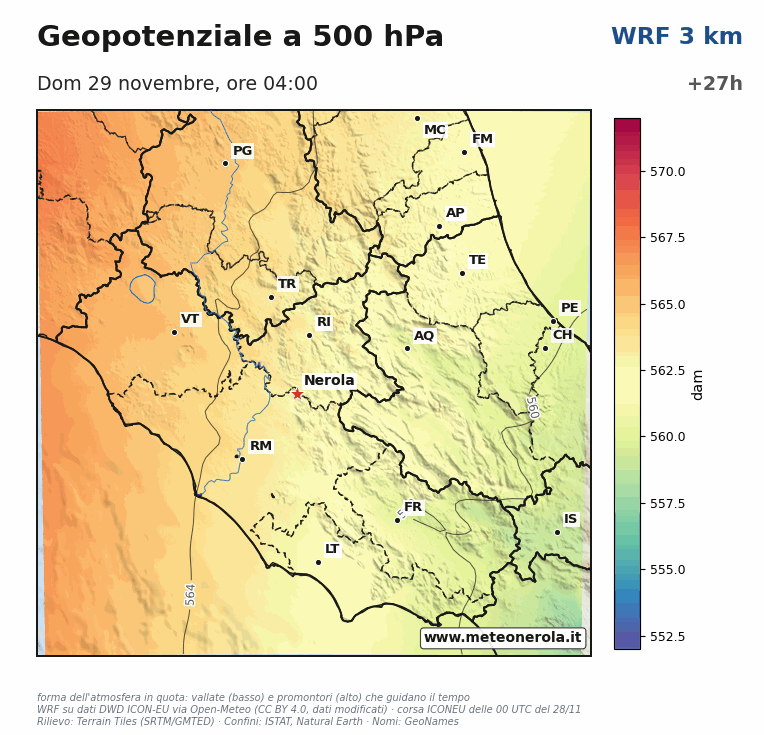 Geopotenziale a 500 hPa
WRF 3 km
Dom 29 novembre, ore 04:00
+27h
MC
FM
PG
AP
TE
TR
PE
VT
RI
AQ
CH
Nerola
560
RM
FR
IS
LT
564
www.meteonerola.it
570.0
567.5
565.0
562.5
560.0
557.5
555.0
552.5
dam
forma dell'atmosfera in quota: vallate (basso) e promontori (alto) che guidano il tempo
WRF su dati DWD ICON-EU via Open-Meteo (CC BY 4.0, dati modificati) · corsa ICONEU delle 00 UTC del 28/11
Rilievo: Terrain Tiles (SRTM/GMTED) · Confini: ISTAT, Natural Earth · Nomi: GeoNames